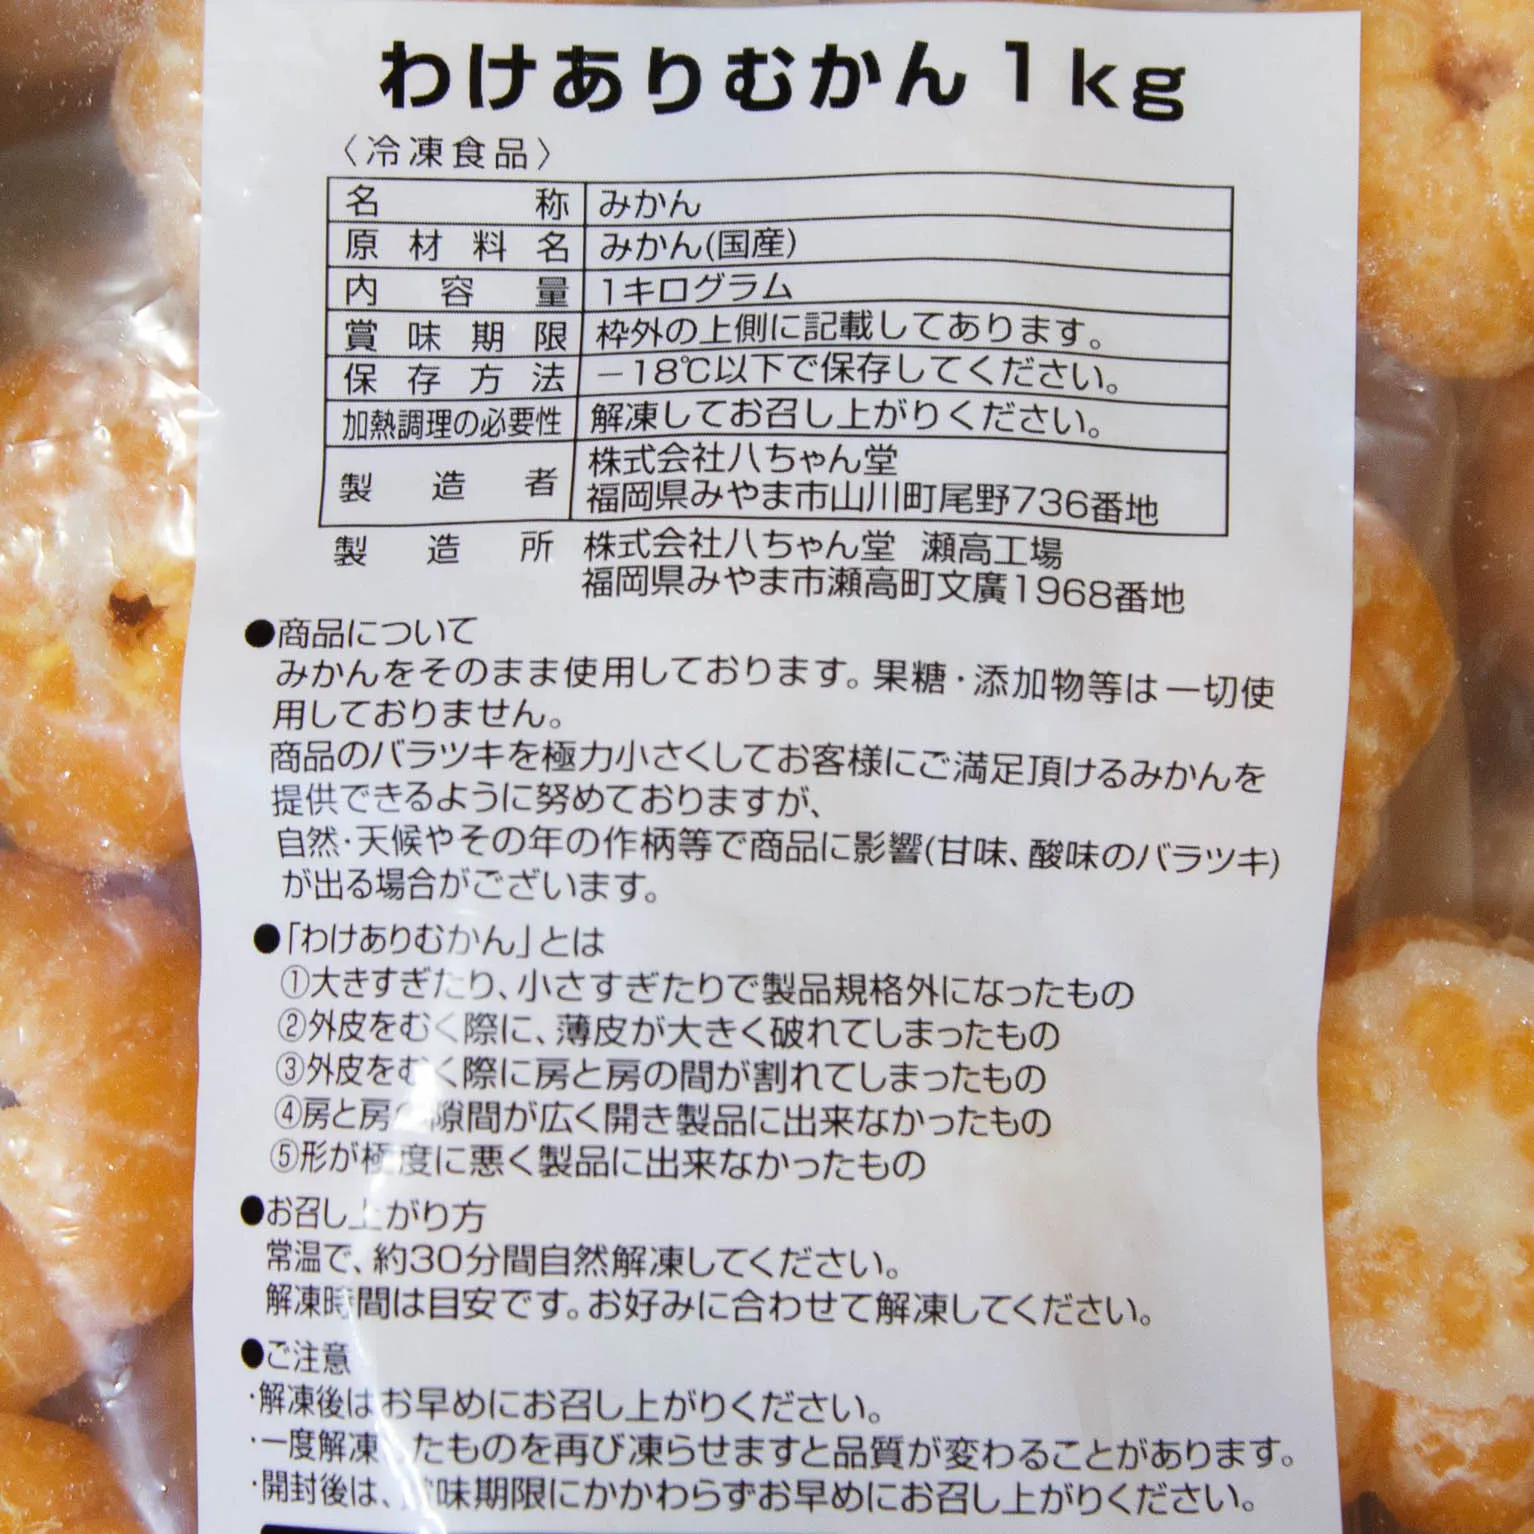 わけありむかん1kg
〈冷凍食品〉
名称 みかん
原材料名 みかん(国産)
内容量 1キログラム
賞味期限 枠外の上側に記載してあります。
保存方法 －18℃以下で保存してください。
加熱調理の必要性 解凍してお召し上がりください。
製造者 株式会社八ちゃん堂
福岡県みやま市山川町尾野736番地
製造所 株式会社八ちゃん堂 瀬高工場
福岡県みやま市瀬高町文廣1968番地
●商品について
みかんをそのまま使用しております。果糖・添加物等は一切使
用しておりません。
商品のバラツキを極力小さくしてお客様にご満足頂けるみかんを
提供できるように努めておりますが、
自然・天候やその年の作柄等で商品に影響(甘味、酸味のバラツキ)
が出る場合がございます。
●「わけありむかん」とは
①大きすぎたり、小さすぎたりで製品規格外になったもの
②外皮をむく際に、薄皮が大きく破れてしまったもの
③外皮をむく際に房と房の間が割れてしまったもの
④房と房の隙間が広く開き製品に出来なかったもの
⑤形が極度に悪く製品に出来なかったもの
●お召し上がり方
常温で、約30分間自然解凍してください。
解凍時間は目安です。お好みに合わせて解凍してください。
●ご注意
・解凍後はお早めにお召し上がりください。
・一度解凍したものを再び凍らせますと品質が変わることがあります。
・開封後は、賞味期限にかかわらずお早めにお召し上がりください。